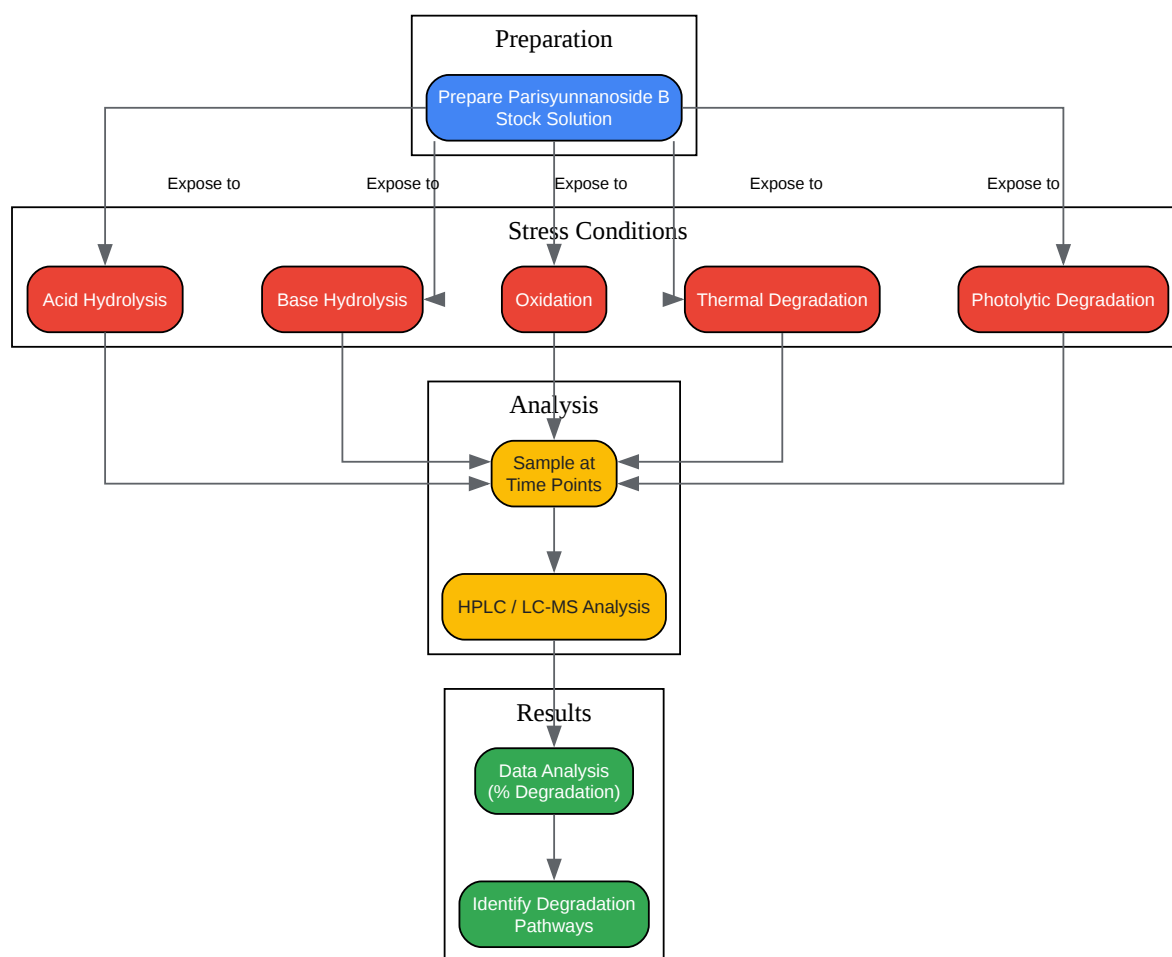 Preparation
Prepare Parisyunnanoside B
Stock Solution
Expose to
Expose to
Expose to
Expose to
Expose to
Stress Conditions
Acid Hydrolysis
Base Hydrolysis
Oxidation
Thermal Degradation
Photolytic Degradation
Analysis
Sample at
Time Points
HPLC / LC-MS Analysis
Results
Data Analysis
(% Degradation)
Identify Degradation
Pathways